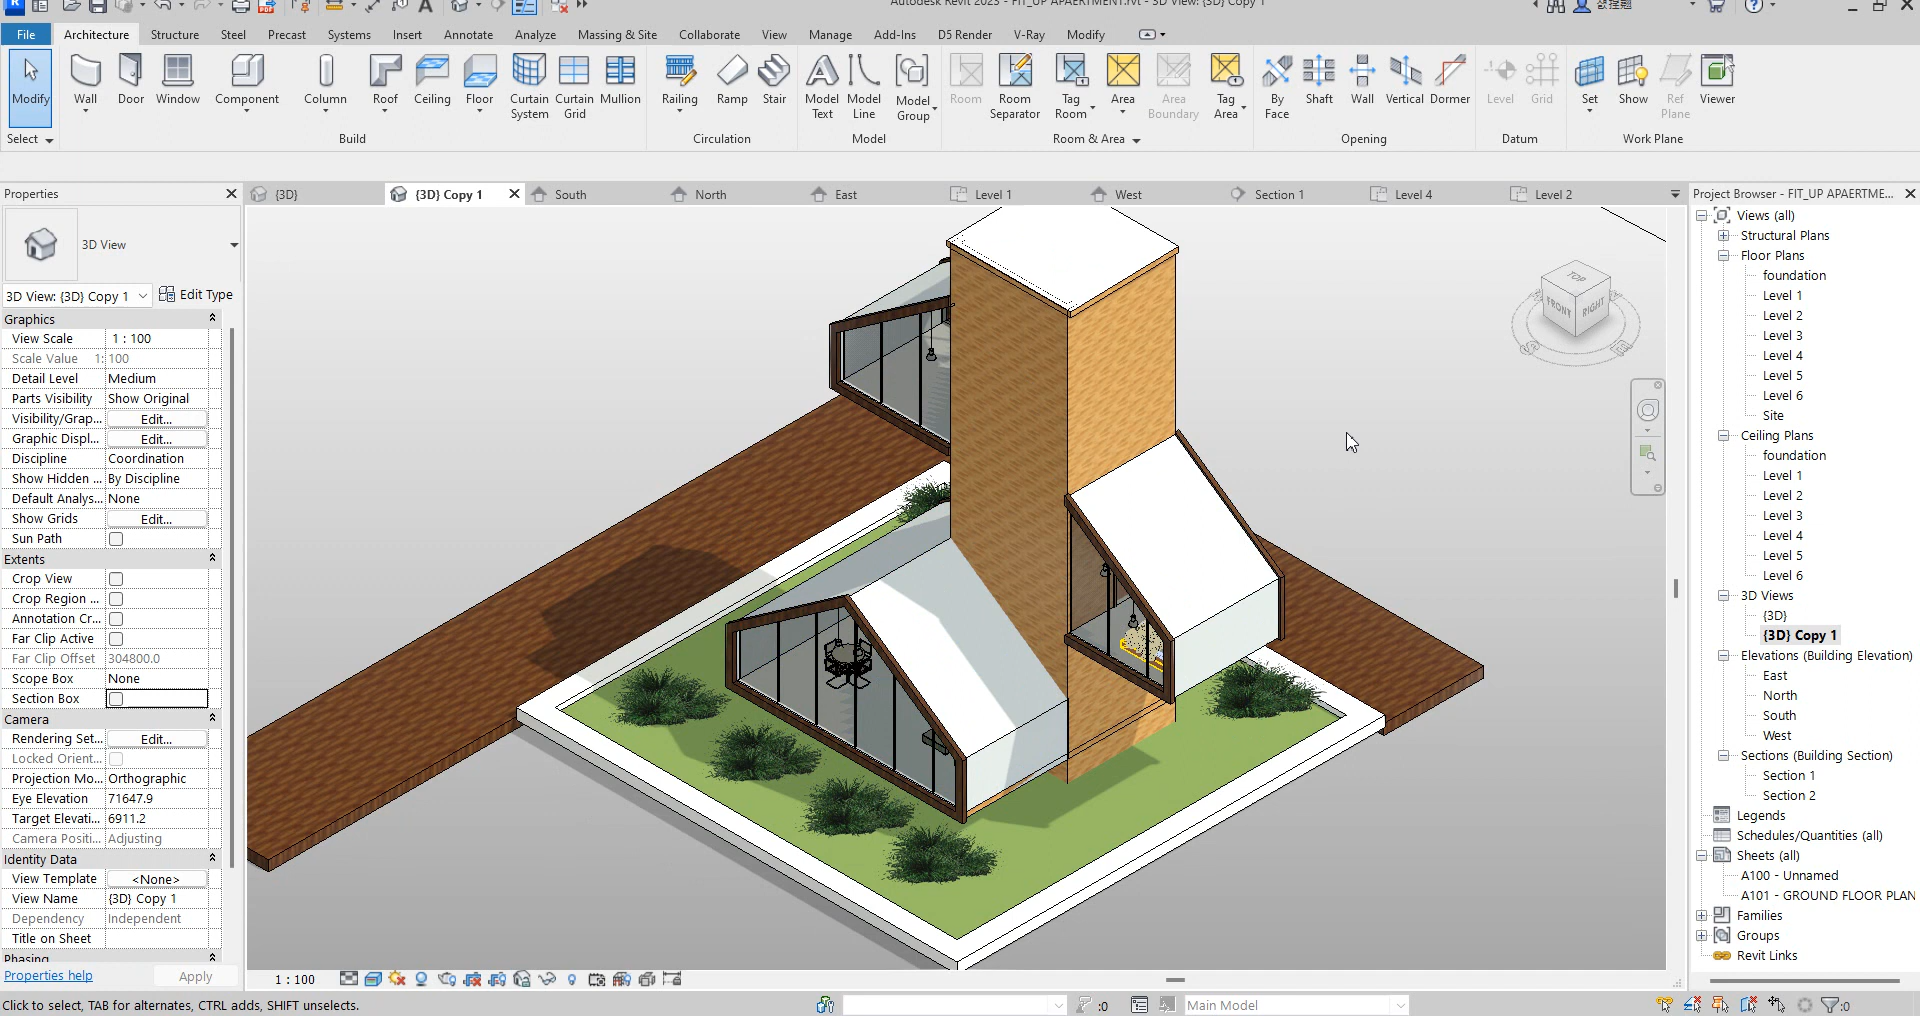 Autodesk Revit 2023 - FIT_UP APAERTMENT.rvt - 3D View: {3D} Copy 1
File Architecture Structure Steel Precast Systems Insert Annotate Analyze Massing & Site Collaborate View Manage Add-Ins D5 Render V-Ray Modify
Modify Wall Door Window Component Column Roof Ceiling Floor Curtain System Curtain Grid Mullion Railing Ramp Stair Model Text Model Line Model Group Room Room Separator Tag Room Area Area Boundary Tag Area By Face Shaft Wall Vertical Dormer Level Grid Set Show Ref Plane Viewer
Select Build Circulation Model Room & Area Opening Datum Work Plane
Properties
{3D} {3D} Copy 1 South North East Level 1 West Section 1 Level 4 Level 2
Project Browser - FIT_UP APAERTME...
3D View
3D View: {3D} Copy 1 Edit Type
Graphics
View Scale 1 : 100
Scale Value 1: 100
Detail Level Medium
Parts Visibility Show Original
Visibility/Grap... Edit...
Graphic Displ... Edit...
Discipline Coordination
Show Hidden ... By Discipline
Default Analys... None
Show Grids Edit...
Sun Path
Extents
Crop View
Crop Region ...
Annotation Cr...
Far Clip Active
Far Clip Offset 304800.0
Scope Box None
Section Box
Camera
Rendering Set... Edit...
Locked Orient...
Projection Mo... Orthographic
Eye Elevation 71647.9
Target Elevati... 6911.2
Camera Positi... Adjusting
Identity Data
View Template <None>
View Name {3D} Copy 1
Dependency Independent
Title on Sheet
Phasing
Properties help Apply
TOP
FRONT
RIGHT
S
E
Views (all)
Structural Plans
Floor Plans
foundation
Level 1
Level 2
Level 3
Level 4
Level 5
Level 6
Site
Ceiling Plans
foundation
Level 1
Level 2
Level 3
Level 4
Level 5
Level 6
3D Views
{3D}
{3D} Copy 1
Elevations (Building Elevation)
East
North
South
West
Sections (Building Section)
Section 1
Section 2
Legends
Schedules/Quantities (all)
Sheets (all)
A100 - Unnamed
A101 - GROUND FLOOR PLAN
Families
Groups
Revit Links
1 : 100
Click to select, TAB for alternates, CTRL adds, SHIFT unselects.
:0
Main Model
:0